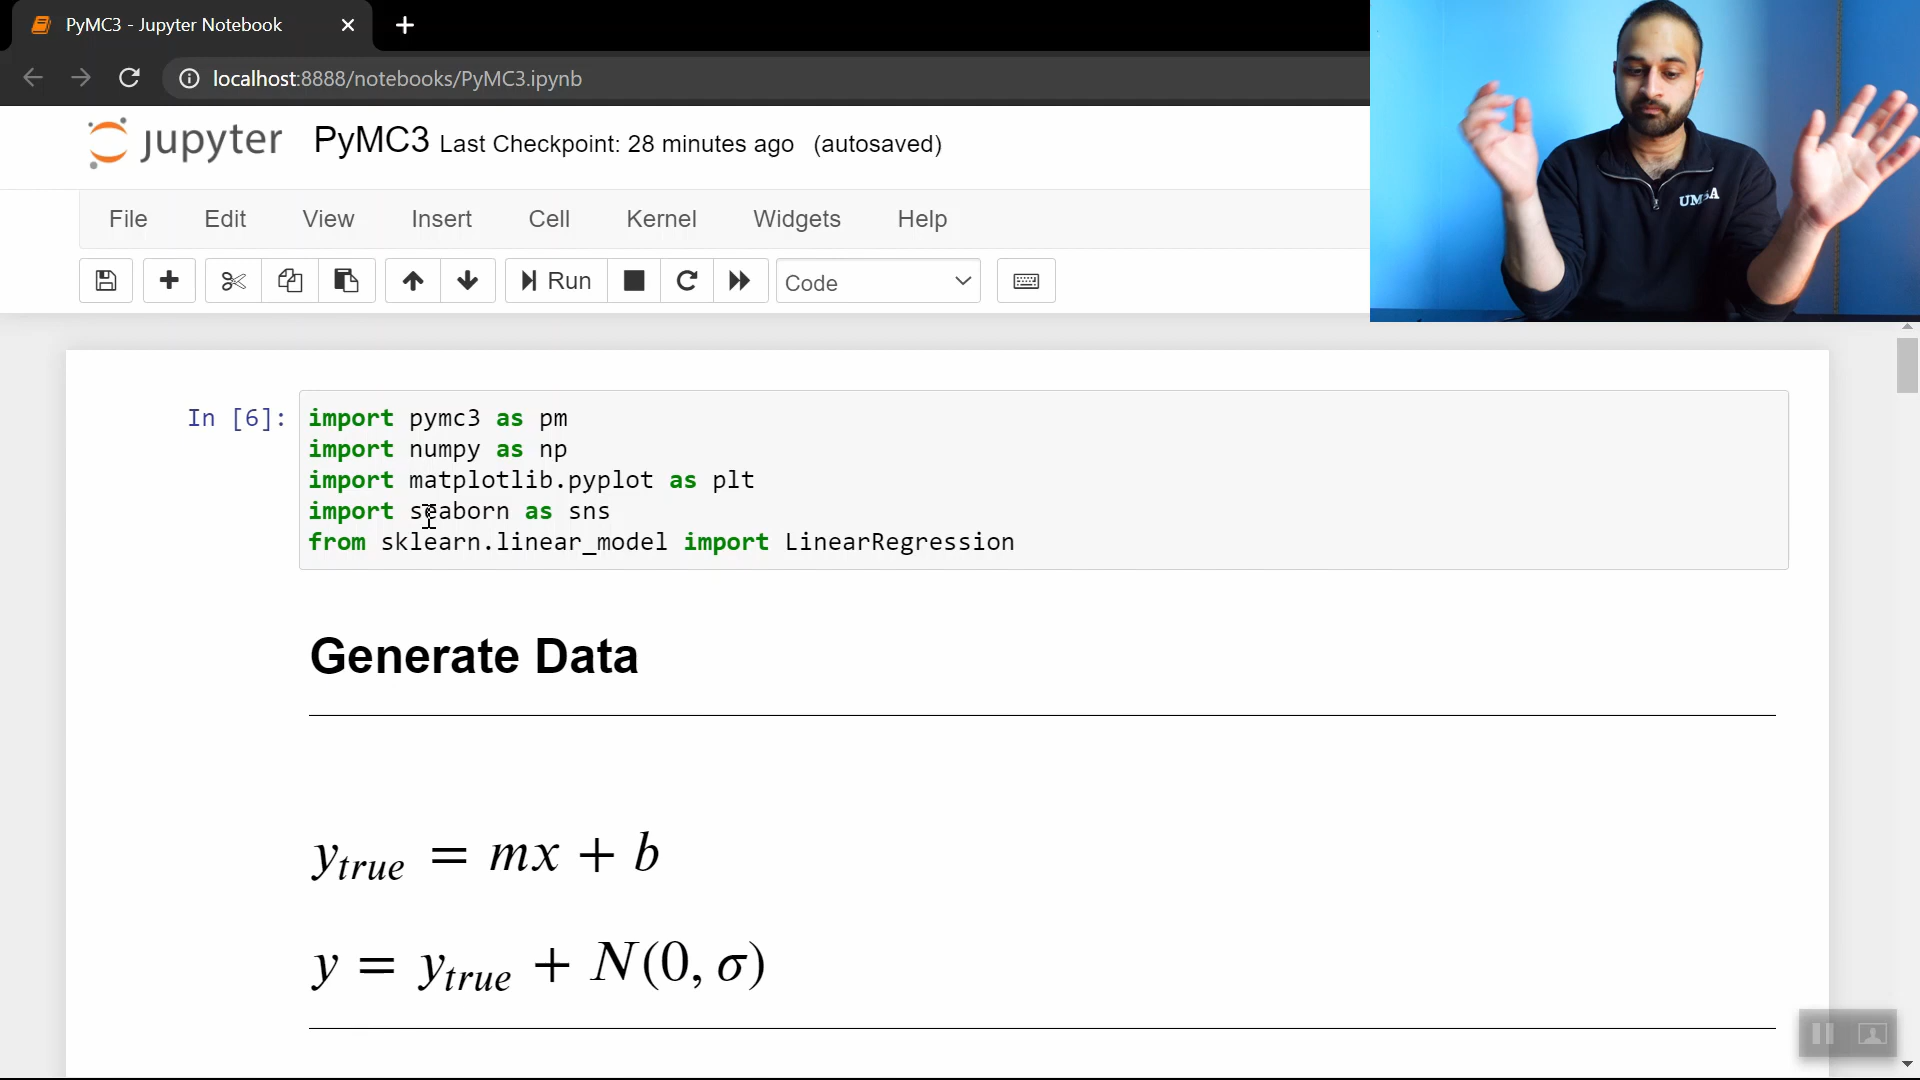 PyMC3 - Jupyter Notebook
localhost:8888/notebooks/PyMC3.ipynb
jupyter PyMC3 Last Checkpoint: 28 minutes ago (autosaved)
File Edit View Insert Cell Kernel Widgets Help
Run Code
In [6]:
import pymc3 as pm
import numpy as np
import matplotlib.pyplot as plt
import seaborn as sns
from sklearn.linear_model import LinearRegression
Generate Data
y_true = mx + b
y = y_true + N(0, σ)